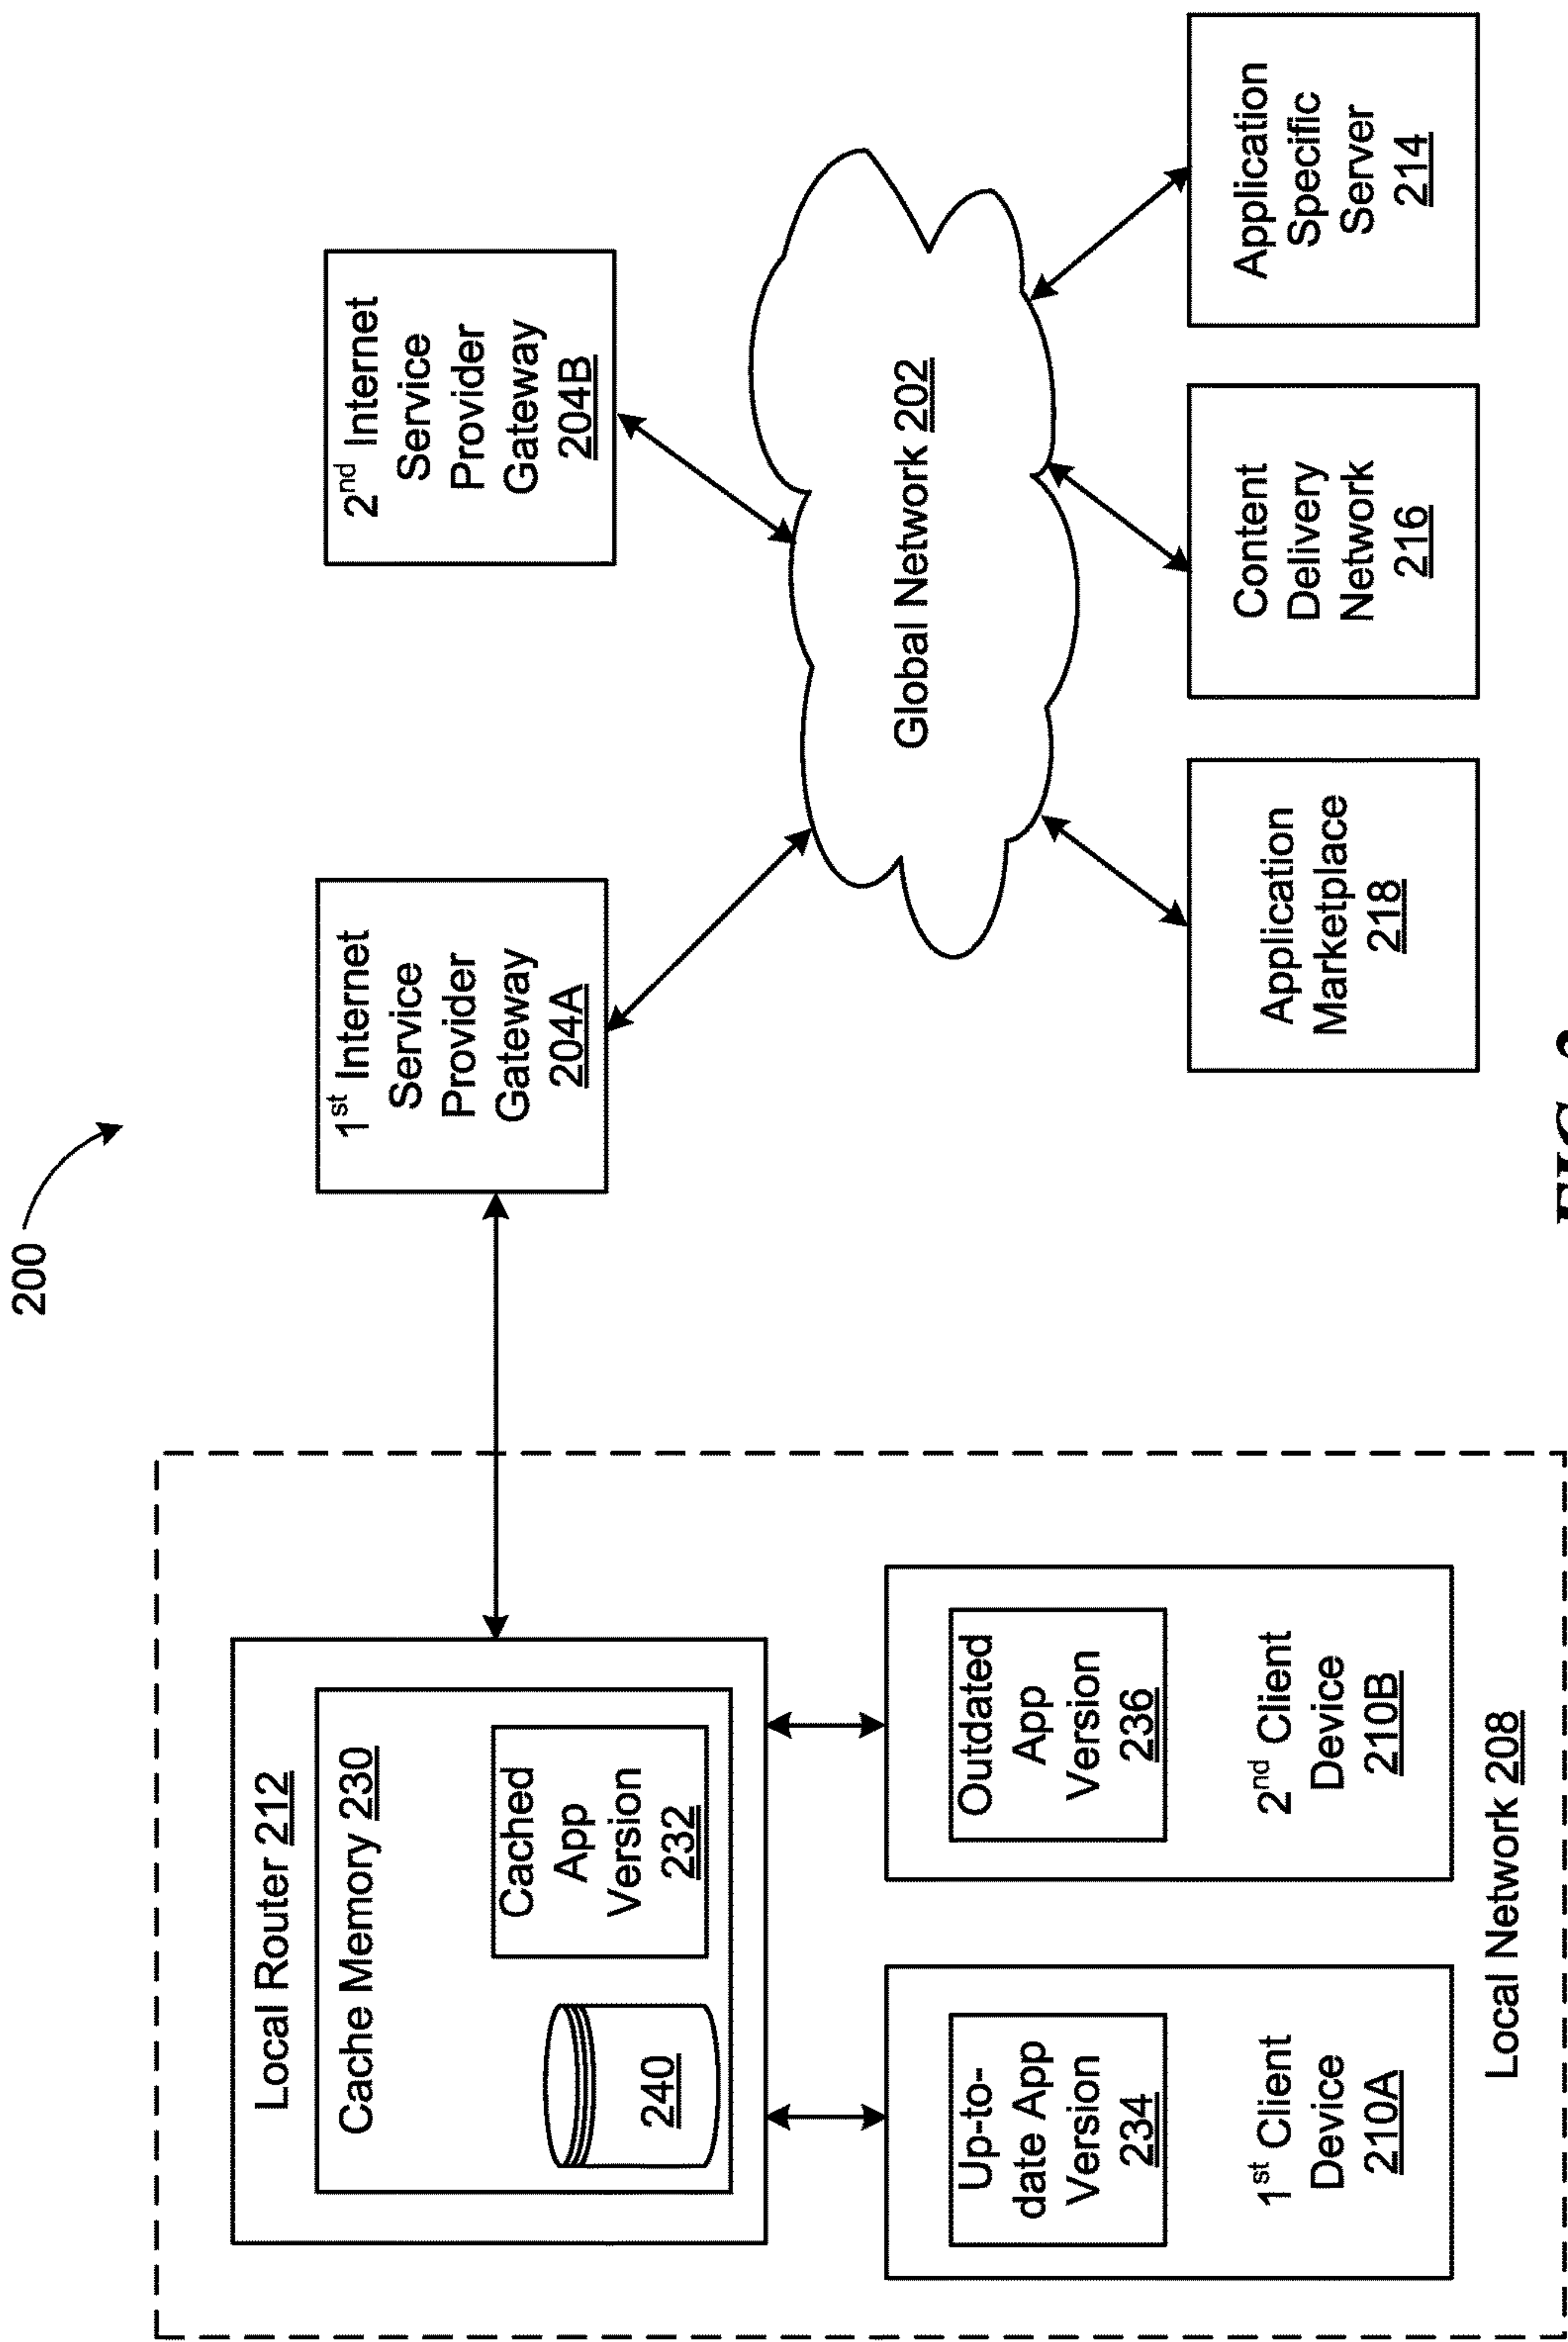 200
Local Router 212
Cache Memory 230
240
Cached
App
Version
232
Up-to-
date App
Version
234
1st Client
Device
210A
Outdated
App
Version
236
2nd Client
Device
210B
Local Network 208
1st Internet
Service
Provider
Gateway
204A
2nd Internet
Service
Provider
Gateway
204B
Global Network 202
Application
Marketplace
218
Content
Delivery
Network
216
Application
Specific
Server
214